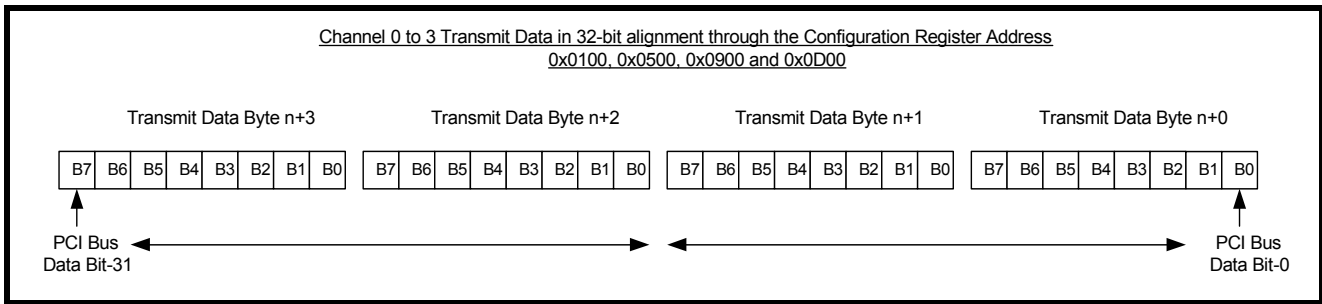 Channel 0 to 3 Transmit Data in 32-bit alignment through the Configuration Register Address
0x0100, 0x0500, 0x0900 and 0x0D00
Transmit Data Byte n+3 Transmit Data Byte n+2 Transmit Data Byte n+1 Transmit Data Byte n+0
B7 B6 B5 B4 B3 B2 B1 B0 B7 B6 B5 B4 B3 B2 B1 B0 B7 B6 B5 B4 B3 B2 B1 B0 B7 B6 B5 B4 B3 B2 B1 B0
PCI Bus PCI Bus
Data Bit-31 Data Bit-0